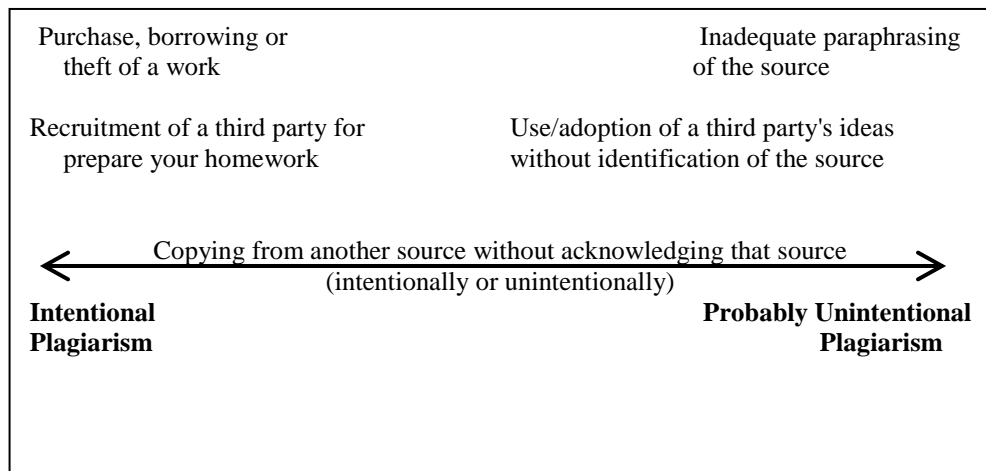 Purchase, borrowing or
theft of a work
Inadequate paraphrasing
of the source
Recruitment of a third party for
prepare your homework
Use/adoption of a third party's ideas
without identification of the source
Copying from another source without acknowledging that source
(intentionally or unintentionally)
Intentional
Plagiarism
Probably Unintentional
Plagiarism